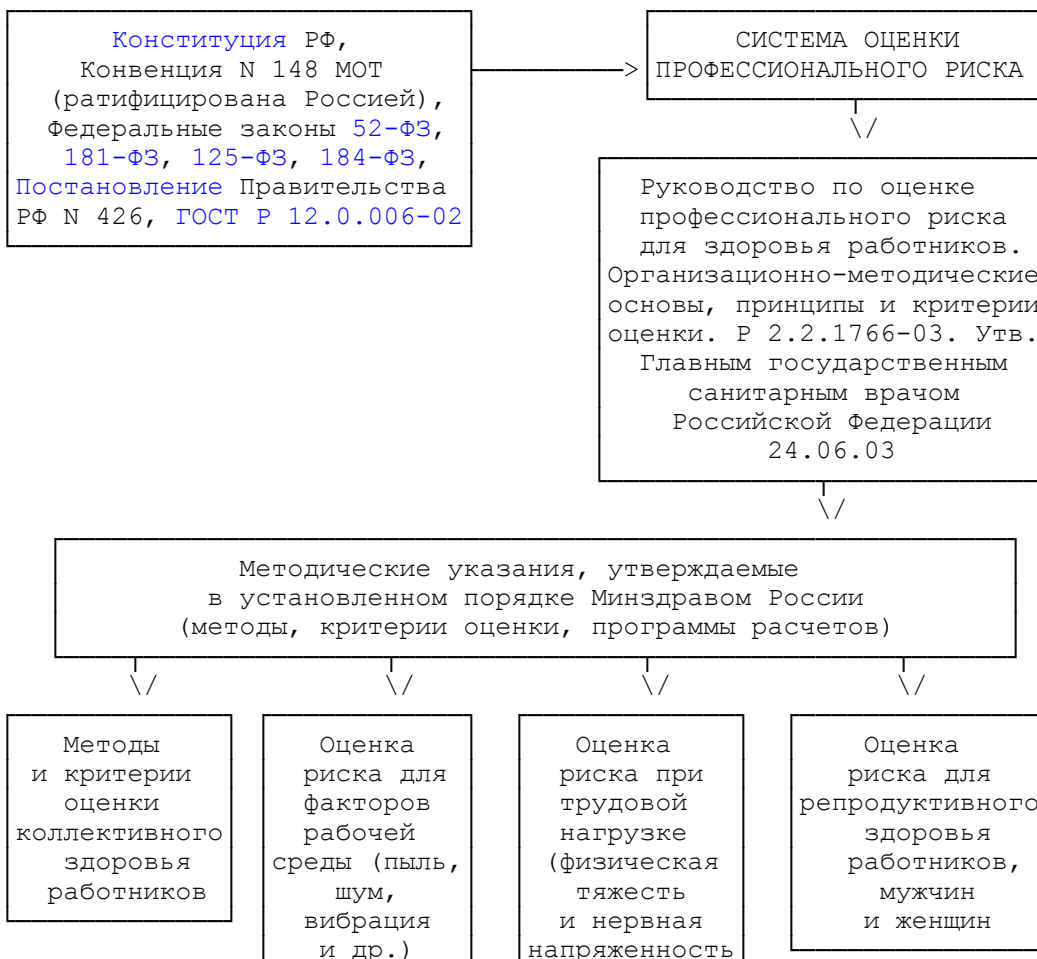 Конституция РФ,
Конвенция N 148 МОТ
(ратифицирована Россией),
Федеральные законы 52-ФЗ,
181-ФЗ, 125-ФЗ, 184-ФЗ,
Постановление Правительства
РФ N 426, ГОСТ Р 12.0.006-02
СИСТЕМА ОЦЕНКИ
ПРОФЕССИОНАЛЬНОГО РИСКА
Руководство по оценке
профессионального риска
для здоровья работников.
Организационно-методические
основы, принципы и критерии
оценки. Р 2.2.1766-03. Утв.
Главным государственным
санитарным врачом
Российской Федерации
24.06.03
Методические указания, утверждаемые
в установленном порядке Минздравом России
(методы, критерии оценки, программы расчетов)
Методы
и критерии
оценки
коллективного
здоровья
работников
Оценка
риска для
факторов
рабочей
среды (пыль,
шум,
вибрация
и др.)
Оценка
риска при
трудовой
нагрузке
(физическая
тяжесть
и нервная
напряженность
Оценка
риска для
репродуктивного
здоровья
работников,
мужчин
и женщин